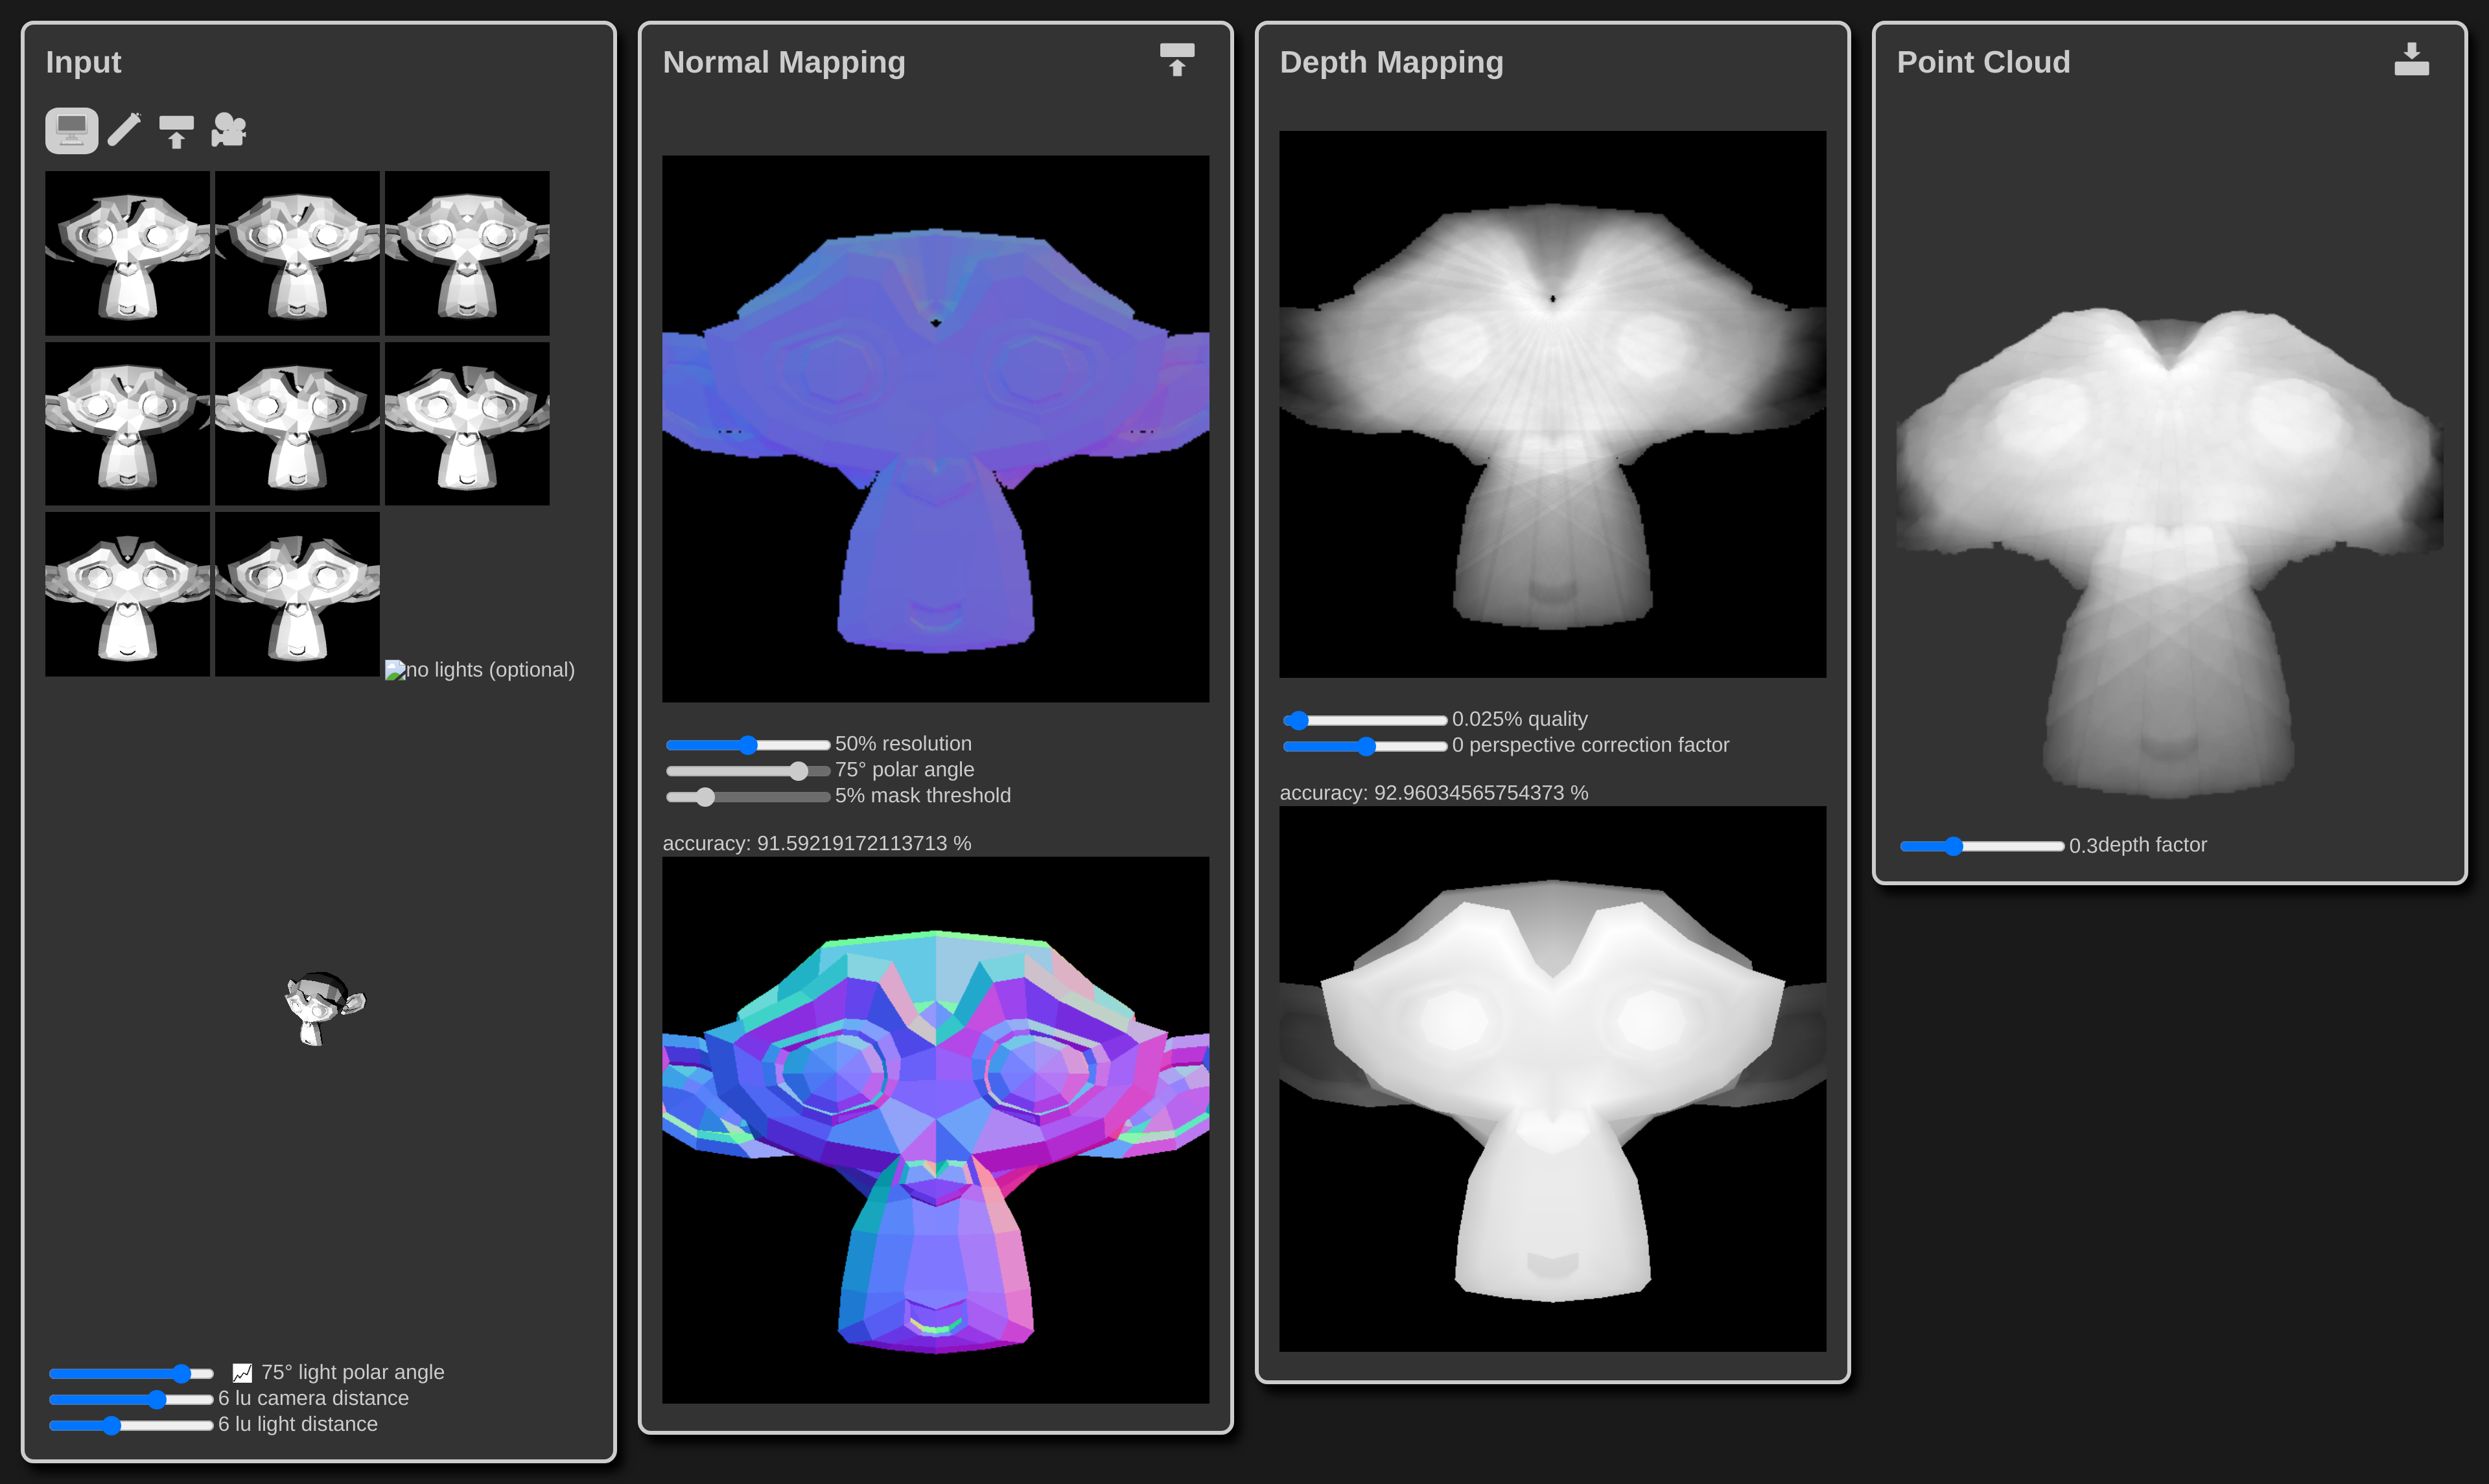 Input
no lights (optional)
75° light polar angle
6 lu camera distance
6 lu light distance
Normal Mapping
50% resolution
75° polar angle
5% mask threshold
accuracy: 91.59219172113713 %
Depth Mapping
0.025% quality
0 perspective correction factor
accuracy: 92.96034565754373 %
Point Cloud
0.3depth factor